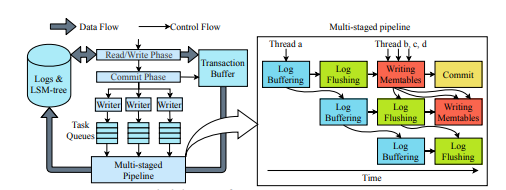 Data Flow
Control Flow
Multi-staged pipeline
Read/Write Phase
Logs &
LSM-tree
Commit Phase
Transaction
Buffer
Writer Writer Writer
Task
Queues
Multi-staged
Pipeline
Thread a
Thread b, c, d
Log
Buffering
Log
Flushing
Writing
Memtables
Commit
Log
Buffering
Log
Flushing
Writing
Memtables
Log
Buffering
Log
Flushing
Time